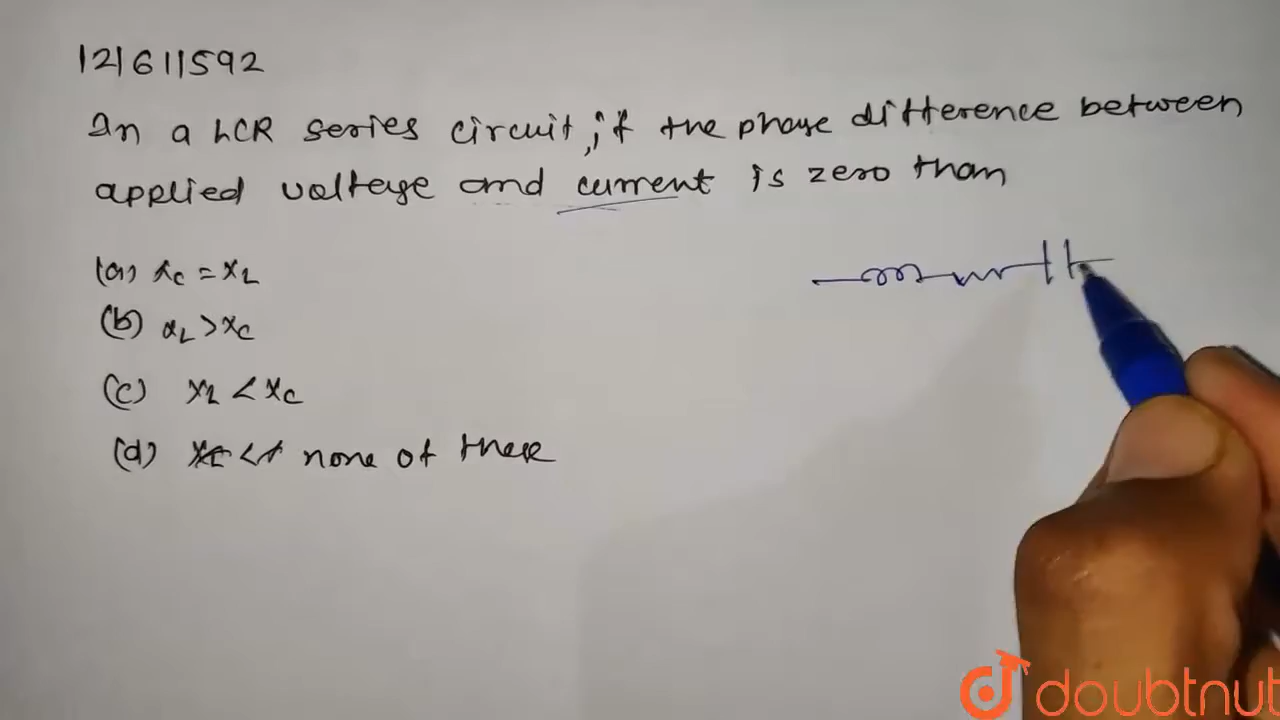 121611592
In a LCR series circuit, if the phase difference between
applied voltage and current is zero than
(a) xc = xL
(b) xL > xc
(c) xL < xc
(d) none of these
doubtnut